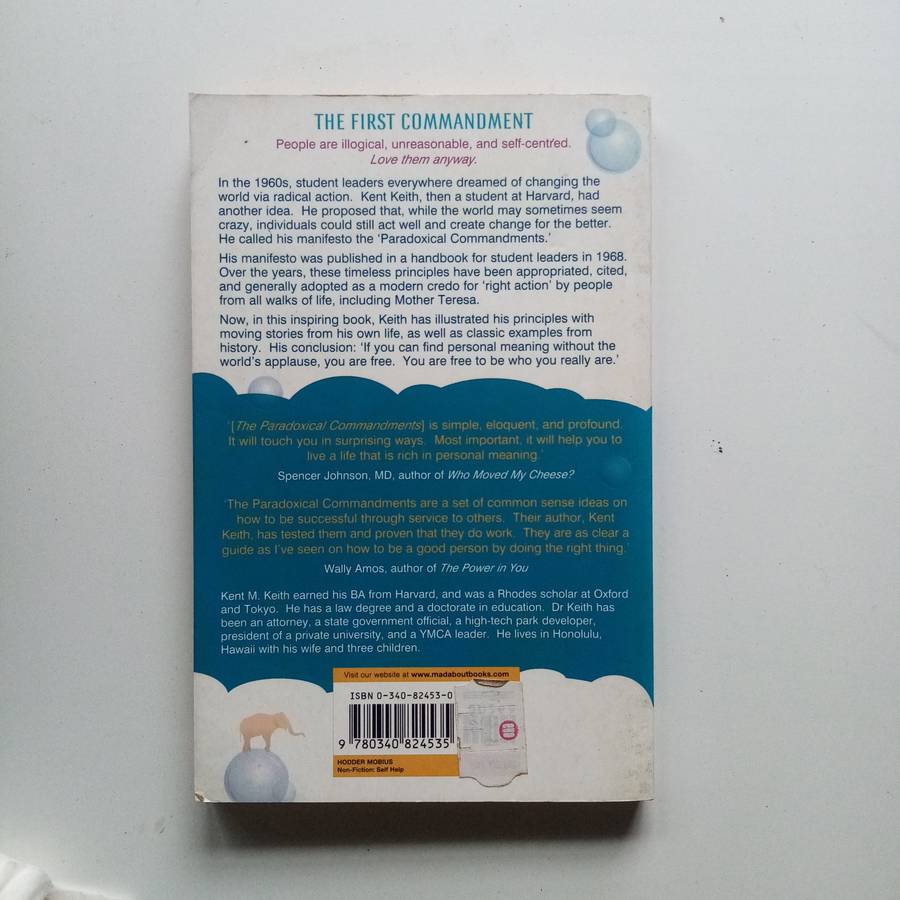 THE FIRST COMMANDMENT
People are illogical, unreasonable, and self-centred.
Love them anyway.
In the 1960s, student leaders everywhere dreamed of changing the
world via radical action. Kent Keith, then a student at Harvard, had
another idea. He proposed that, while the world may sometimes seem
crazy, individuals could still act well and create change for the better.
He called his manifesto the 'Paradoxical Commandments.'
His manifesto was published in a handbook for student leaders in 1968.
Over the years, these timeless principles have been appropriated, cited,
and generally adopted as a modern credo for 'right action' by people
from all walks of life, including Mother Teresa.
Now, in this inspiring book, Keith has illustrated his principles with
moving stories from his own life, as well as classic examples from
history. His conclusion: 'If you can find personal meaning without the
world's applause, you are free. You are free to be who you really are.'
'[The Paradoxical Commandments] is simple, eloquent, and profound.
It will touch you in surprising ways. Most important, it will help you to
live a life that is rich in personal meaning.'
Spencer Johnson, MD, author of Who Moved My Cheese?
'The Paradoxical Commandments are a set of common sense ideas on
how to be successful through service to others. Their author, Kent
Keith, has tested them and proven that they do work. They are as clear a
guide as I've seen on how to be a good person by doing the right thing.'
Wally Amos, author of The Power in You
Kent M. Keith earned his BA from Harvard, and was a Rhodes scholar at Oxford
and Tokyo. He has a law degree and a doctorate in education. Dr Keith has
been an attorney, a state government official, a high-tech park developer,
president of a private university, and a YMCA leader. He lives in Honolulu,
Hawaii with his wife and three children.
Visit our website at www.madaboutbooks.com
ISBN 0-340-82453-0
9 780340 824535
HODDER MOBIUS
Non-Fiction: Self Help